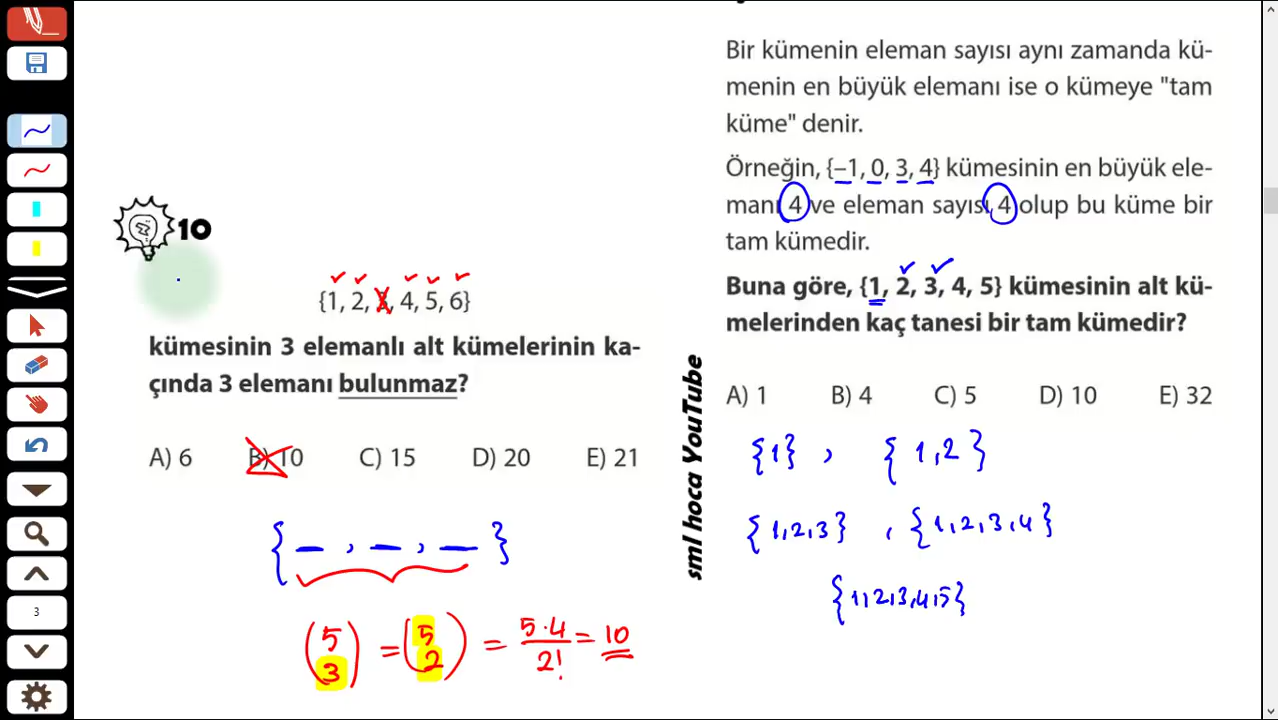 10
{1, 2, 3, 4, 5, 6}
kümesinin 3 elemanlı alt kümelerinin ka-
çında 3 elemanı bulunmaz?
A) 6 B) 10 C) 15 D) 20 E) 21
{ _ , _ , _ }
(5 3) = (5 2) = 5·4 / 2! = 10
Bir kümenin eleman sayısı aynı zamanda kü-
menin en büyük elemanı ise o kümeye "tam
küme" denir.
Örneğin, {–1, 0, 3, 4} kümesinin en büyük ele-
manı 4 ve eleman sayısı 4 olup bu küme bir
tam kümedir.
Buna göre, {1, 2, 3, 4, 5} kümesinin alt kü-
melerinden kaç tanesi bir tam kümedir?
A) 1 B) 4 C) 5 D) 10 E) 32
{1} , {1,2}
{1,2,3} , {1,2,3,4}
{1,2,3,4,5}
sml hoca YouTube
3